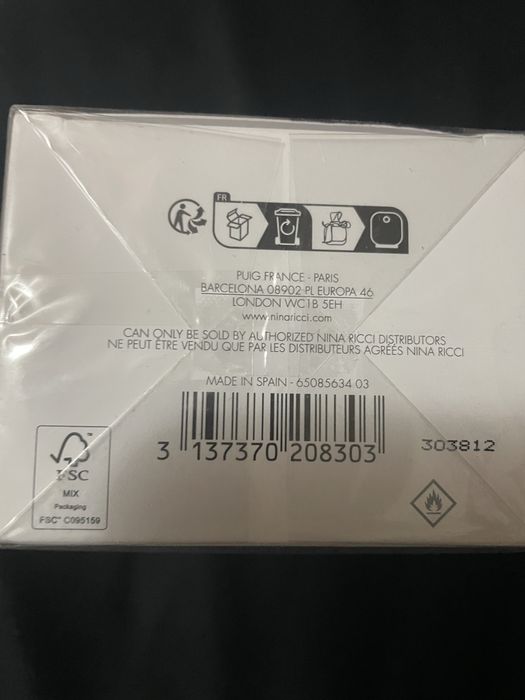 FR
PUIG FRANCE - PARIS
BARCELONA 08902 PL EUROPA 46
LONDON WC1B 5EH
www.ninaricci.com
CAN ONLY BE SOLD BY AUTHORIZED NINA RICCI DISTRIBUTORS
NE PEUT ÊTRE VENDU QUE PAR LES DISTRIBUTEURS AGRÉÉS NINA RICCI
MADE IN SPAIN - 65085634 03
3 137370 208303
303812
FSC
MIX
Packaging
FSC® C095159